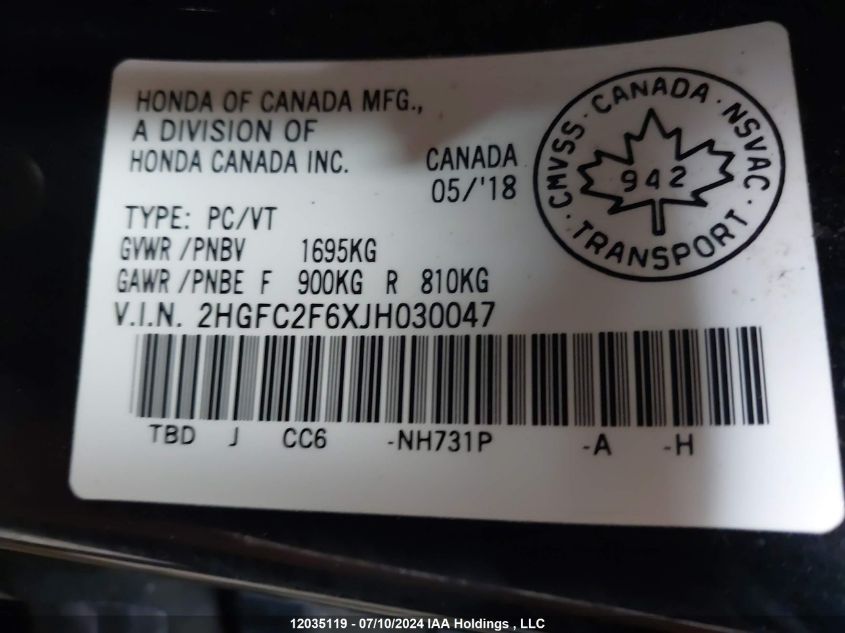 HONDA OF CANADA MFG.,
A DIVISION OF
HONDA CANADA INC.
CANADA
05/'18
CMVSS · CANADA · NSVAC · TRANSPORT ·
942
TYPE: PC/VT
GVWR /PNBV 1695KG
GAWR /PNBE F 900KG R 810KG
V.I.N. 2HGFC2F6XJH030047
TBD J CC6 -NH731P -A -H
12035119 - 07/10/2024 IAA Holdings , LLC